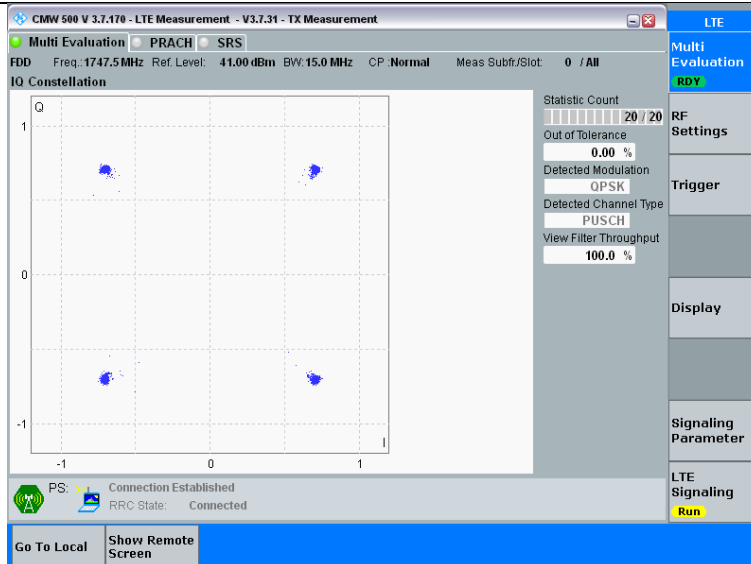 CMW 500 V 3.7.170 - LTE Measurement - V3.7.31 - TX Measurement
LTE
Multi Evaluation PRACH SRS
Multi Evaluation
RDY
FDD Freq.:1747.5 MHz Ref. Level: 41.00 dBm BW:15.0 MHz CP :Normal Meas Subfr./Slot: 0 / All
IQ Constellation
Q
1
0
-1
-1 0 1
I
Statistic Count
20 / 20
Out of Tolerance
0.00 %
Detected Modulation
QPSK
Detected Channel Type
PUSCH
View Filter Throughput
100.0 %
RF Settings
Trigger
Display
Signaling Parameter
LTE Signaling
Run
PS: Connection Established
RRC State: Connected
Go To Local
Show Remote Screen